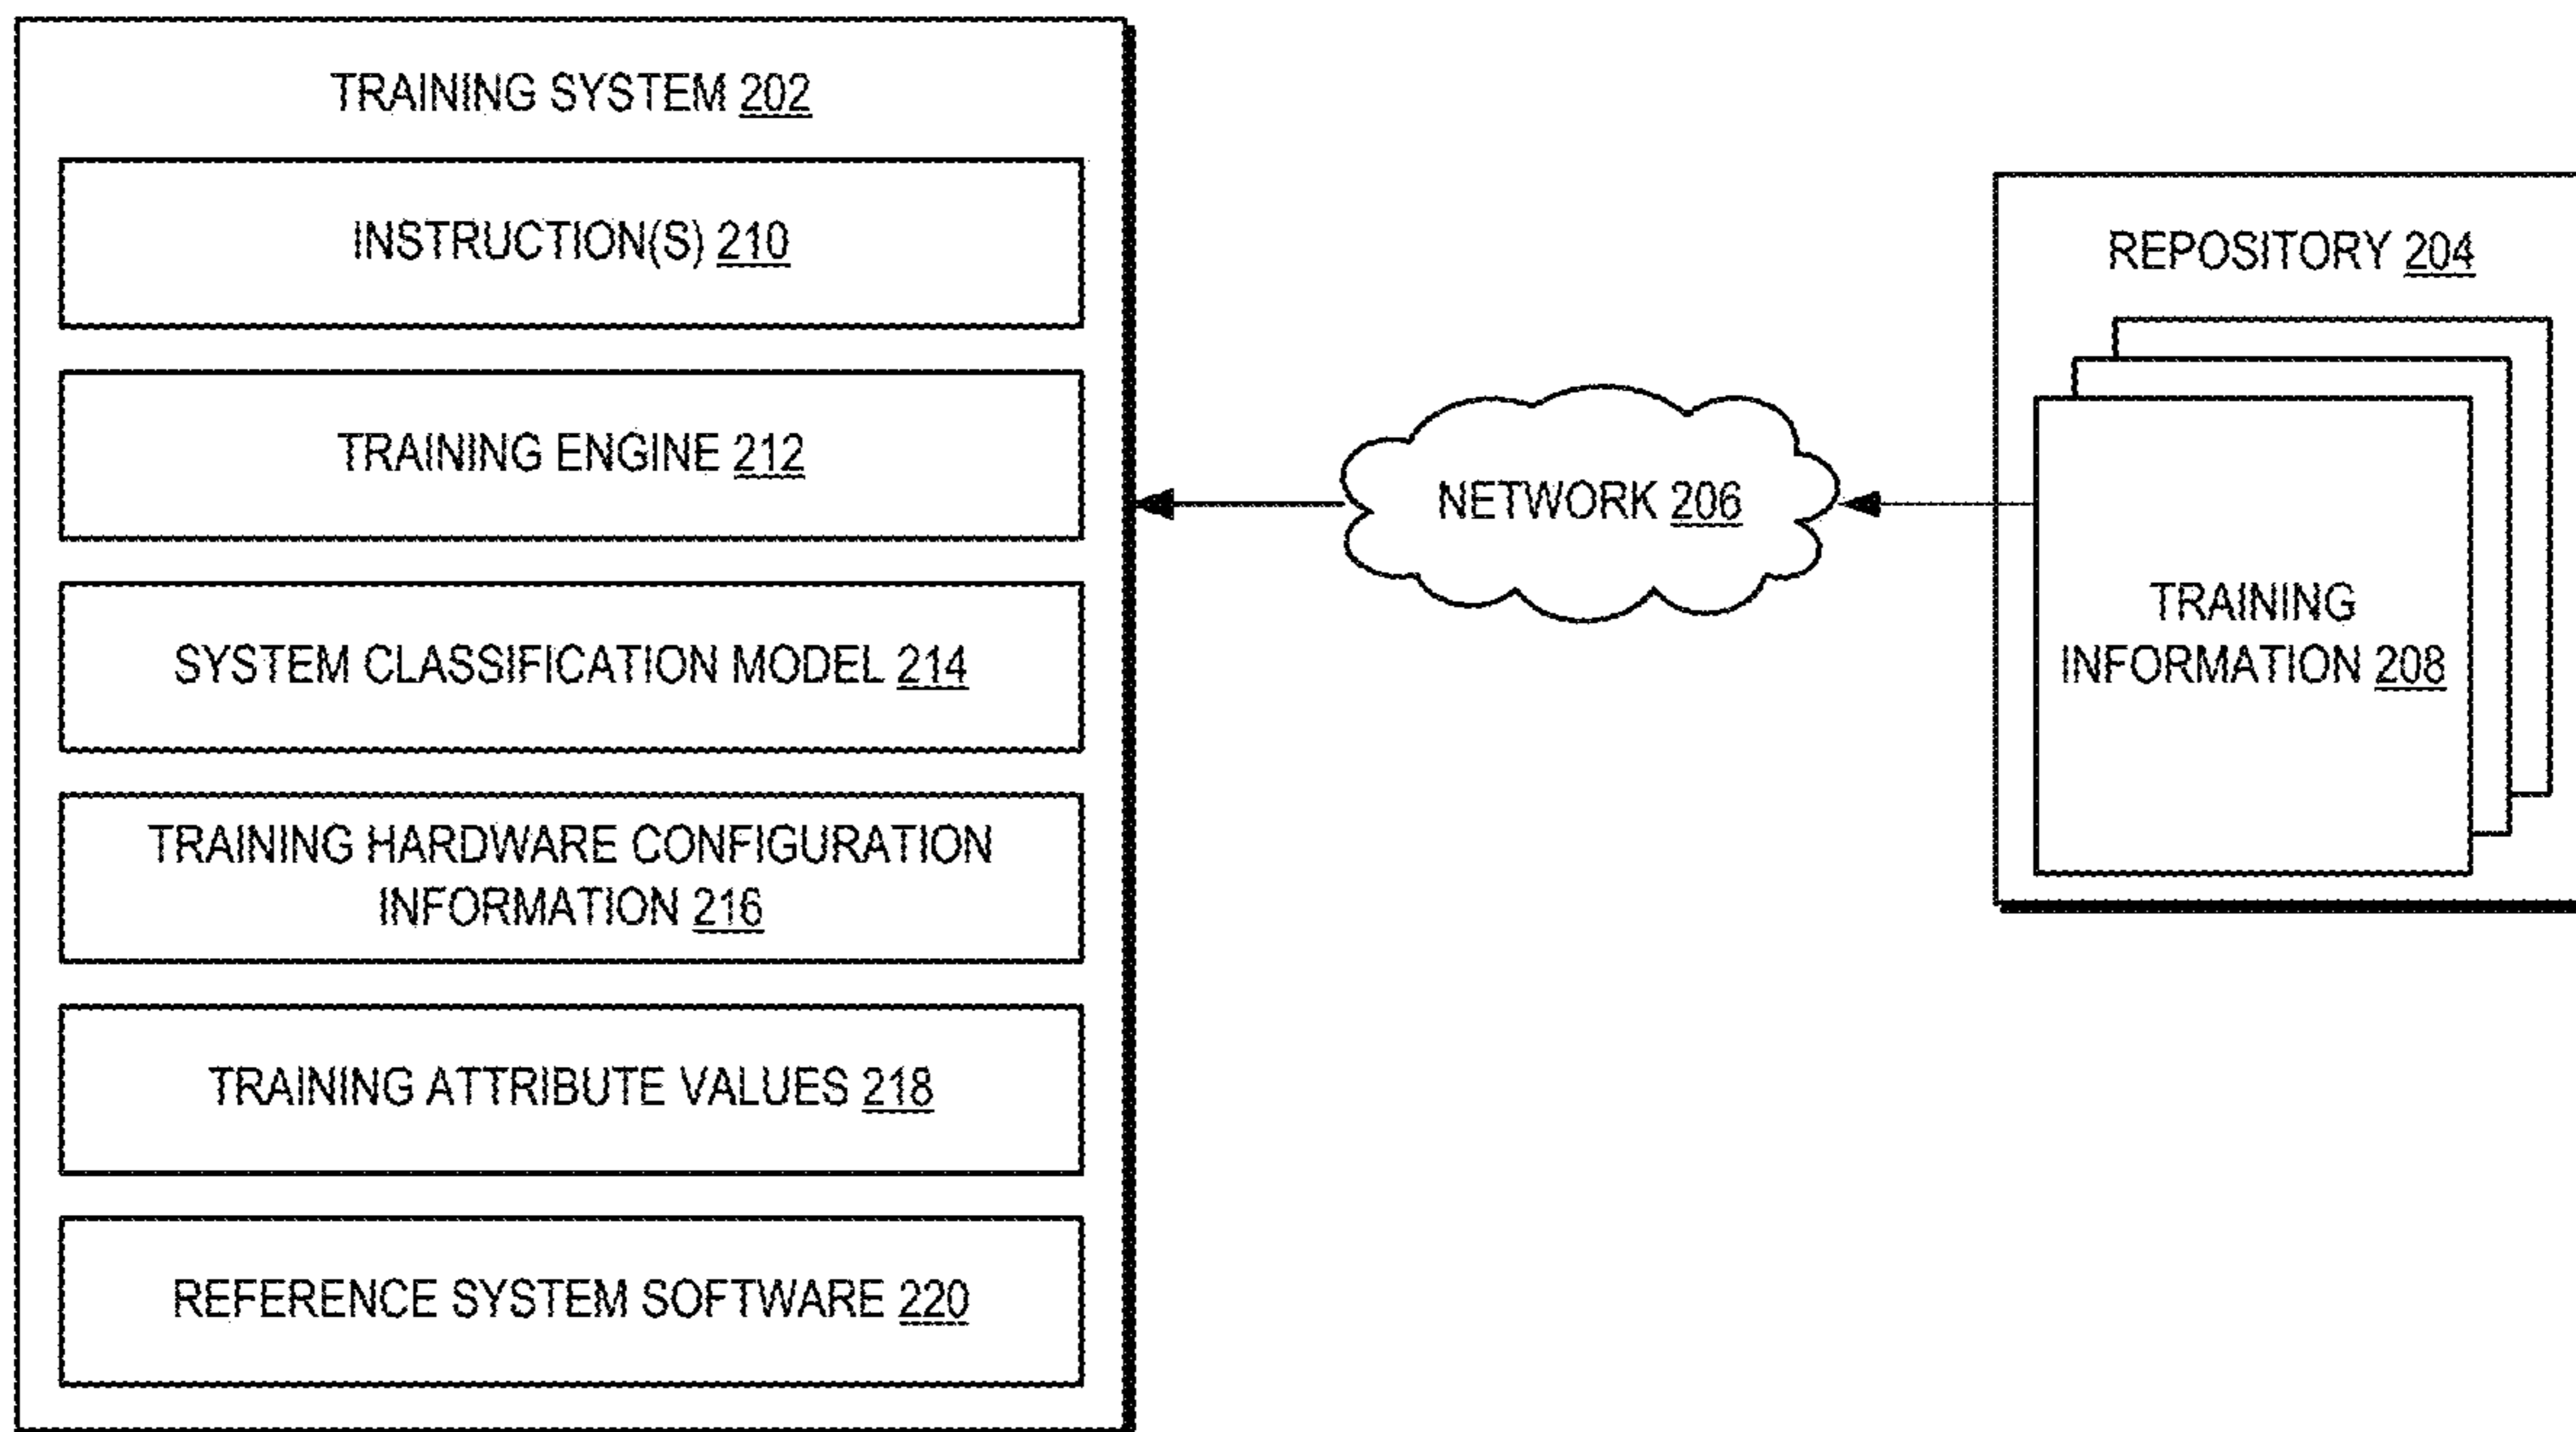 TRAINING SYSTEM 202
INSTRUCTION(S) 210
TRAINING ENGINE 212
SYSTEM CLASSIFICATION MODEL 214
TRAINING HARDWARE CONFIGURATION
INFORMATION 216
TRAINING ATTRIBUTE VALUES 218
REFERENCE SYSTEM SOFTWARE 220
NETWORK 206
REPOSITORY 204
TRAINING
INFORMATION 208